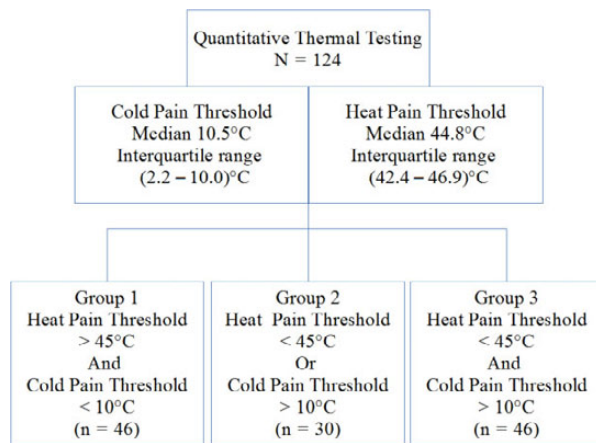 Quantitative Thermal Testing
N = 124
Cold Pain Threshold
Median 10.5°C
Interquartile range
(2.2 – 10.0)°C
Heat Pain Threshold
Median 44.8°C
Interquartile range
(42.4 – 46.9)°C
Group 1
Heat Pain Threshold
> 45°C
And
Cold Pain Threshold
< 10°C
(n = 46)
Group 2
Heat Pain Threshold
< 45°C
Or
Cold Pain Threshold
> 10°C
(n = 30)
Group 3
Heat Pain Threshold
< 45°C
And
Cold Pain Threshold
> 10°C
(n = 46)